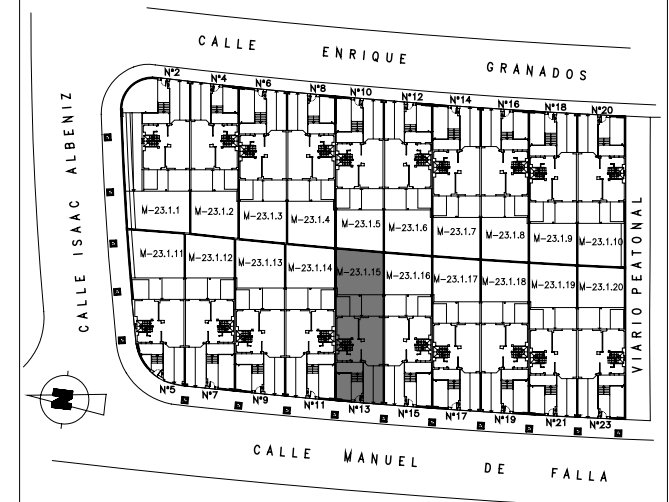 CALLE ENRIQUE GRANADOS
Nº2 Nº4 Nº6 Nº8 Nº10 Nº12 Nº14 Nº16 Nº18 Nº20
CALLE ISAAC ALBENIZ
M-23.1.1 M-23.1.2 M-23.1.3 M-23.1.4 M-23.1.5 M-23.1.6 M-23.1.7 M-23.1.8 M-23.1.9 M-23.1.10
M-23.1.11 M-23.1.12 M-23.1.13 M-23.1.14 M-23.1.15 M-23.1.16 M-23.1.17 M-23.1.18 M-23.1.19 M-23.1.20
VIARIO PEATONAL
N
Nº5 Nº7 Nº9 Nº11 Nº13 Nº15 Nº17 Nº19 Nº21 Nº23
CALLE MANUEL DE FALLA